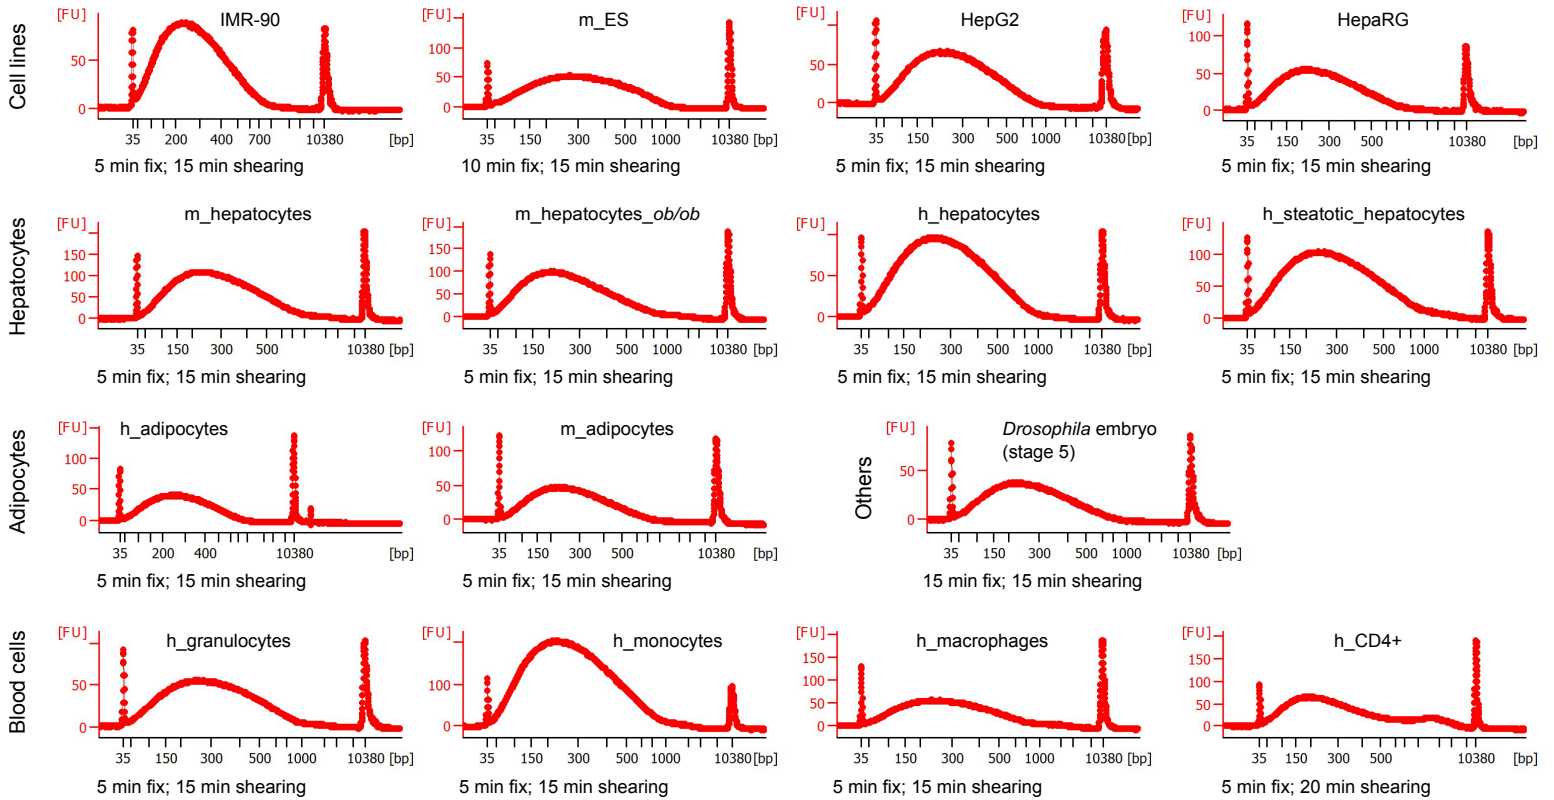 Cell lines
IMR-90
[FU]
50
0
35 200 400 700 10380 [bp]
5 min fix; 15 min shearing
m_ES
[FU]
100
50
0
35 150 300 500 10380 [bp]
10 min fix; 15 min shearing
HepG2
[FU]
100
50
0
35 150 300 500 1000 10380 [bp]
5 min fix; 15 min shearing
HepaRG
[FU]
100
50
0
35 150 300 500 10380 [bp]
5 min fix; 15 min shearing
Hepatocytes
m_hepatocytes
[FU]
150
100
50
0
35 150 300 500 10380 [bp]
5 min fix; 15 min shearing
m_hepatocytes_ob/ob
[FU]
150
100
50
0
35 150 300 500 1000 10380 [bp]
5 min fix; 15 min shearing
h_hepatocytes
[FU]
50
0
35 150 300 500 1000 10380 [bp]
5 min fix; 15 min shearing
h_steatotic_hepatocytes
[FU]
100
50
0
35 150 300 500 1000 10380 [bp]
5 min fix; 15 min shearing
Adipocytes
h_adipocytes
[FU]
100
50
0
35 200 400 10380 [bp]
5 min fix; 15 min shearing
m_adipocytes
[FU]
100
50
0
35 150 300 500 10380 [bp]
5 min fix; 15 min shearing
Others
Drosophila embryo
(stage 5)
[FU]
50
0
35 150 300 500 1000 10380 [bp]
15 min fix; 15 min shearing
Blood cells
h_granulocytes
[FU]
50
0
35 150 300 500 1000 10380 [bp]
5 min fix; 15 min shearing
h_monocytes
[FU]
100
0
35 150 300 500 1000 10380 [bp]
5 min fix; 15 min shearing
h_macrophages
[FU]
150
100
50
0
35 150 300 500 1000 10380 [bp]
5 min fix; 15 min shearing
h_CD4+
[FU]
150
100
50
0
35 150 300 500 10380 [bp]
5 min fix; 20 min shearing